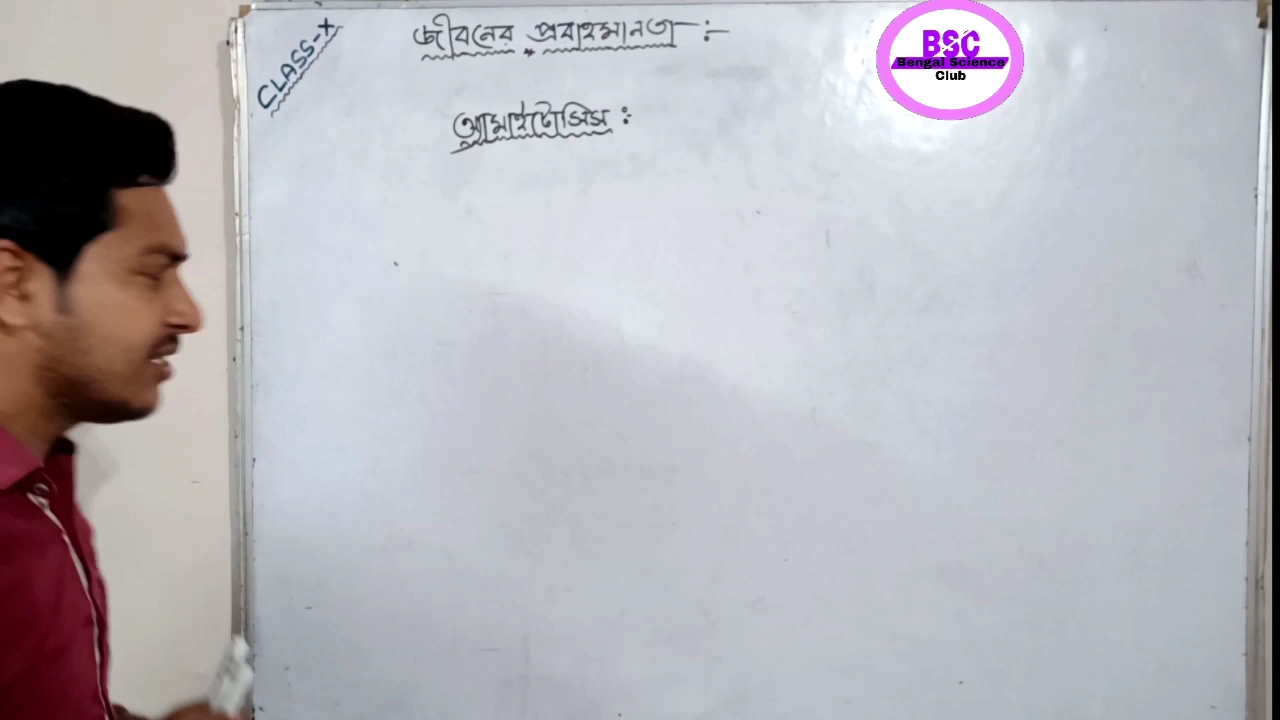 CLASS-X
জীবনের প্রবাহমানতা :-
অ্যামাইটোসিস :
BSC
Bengal Science
Club